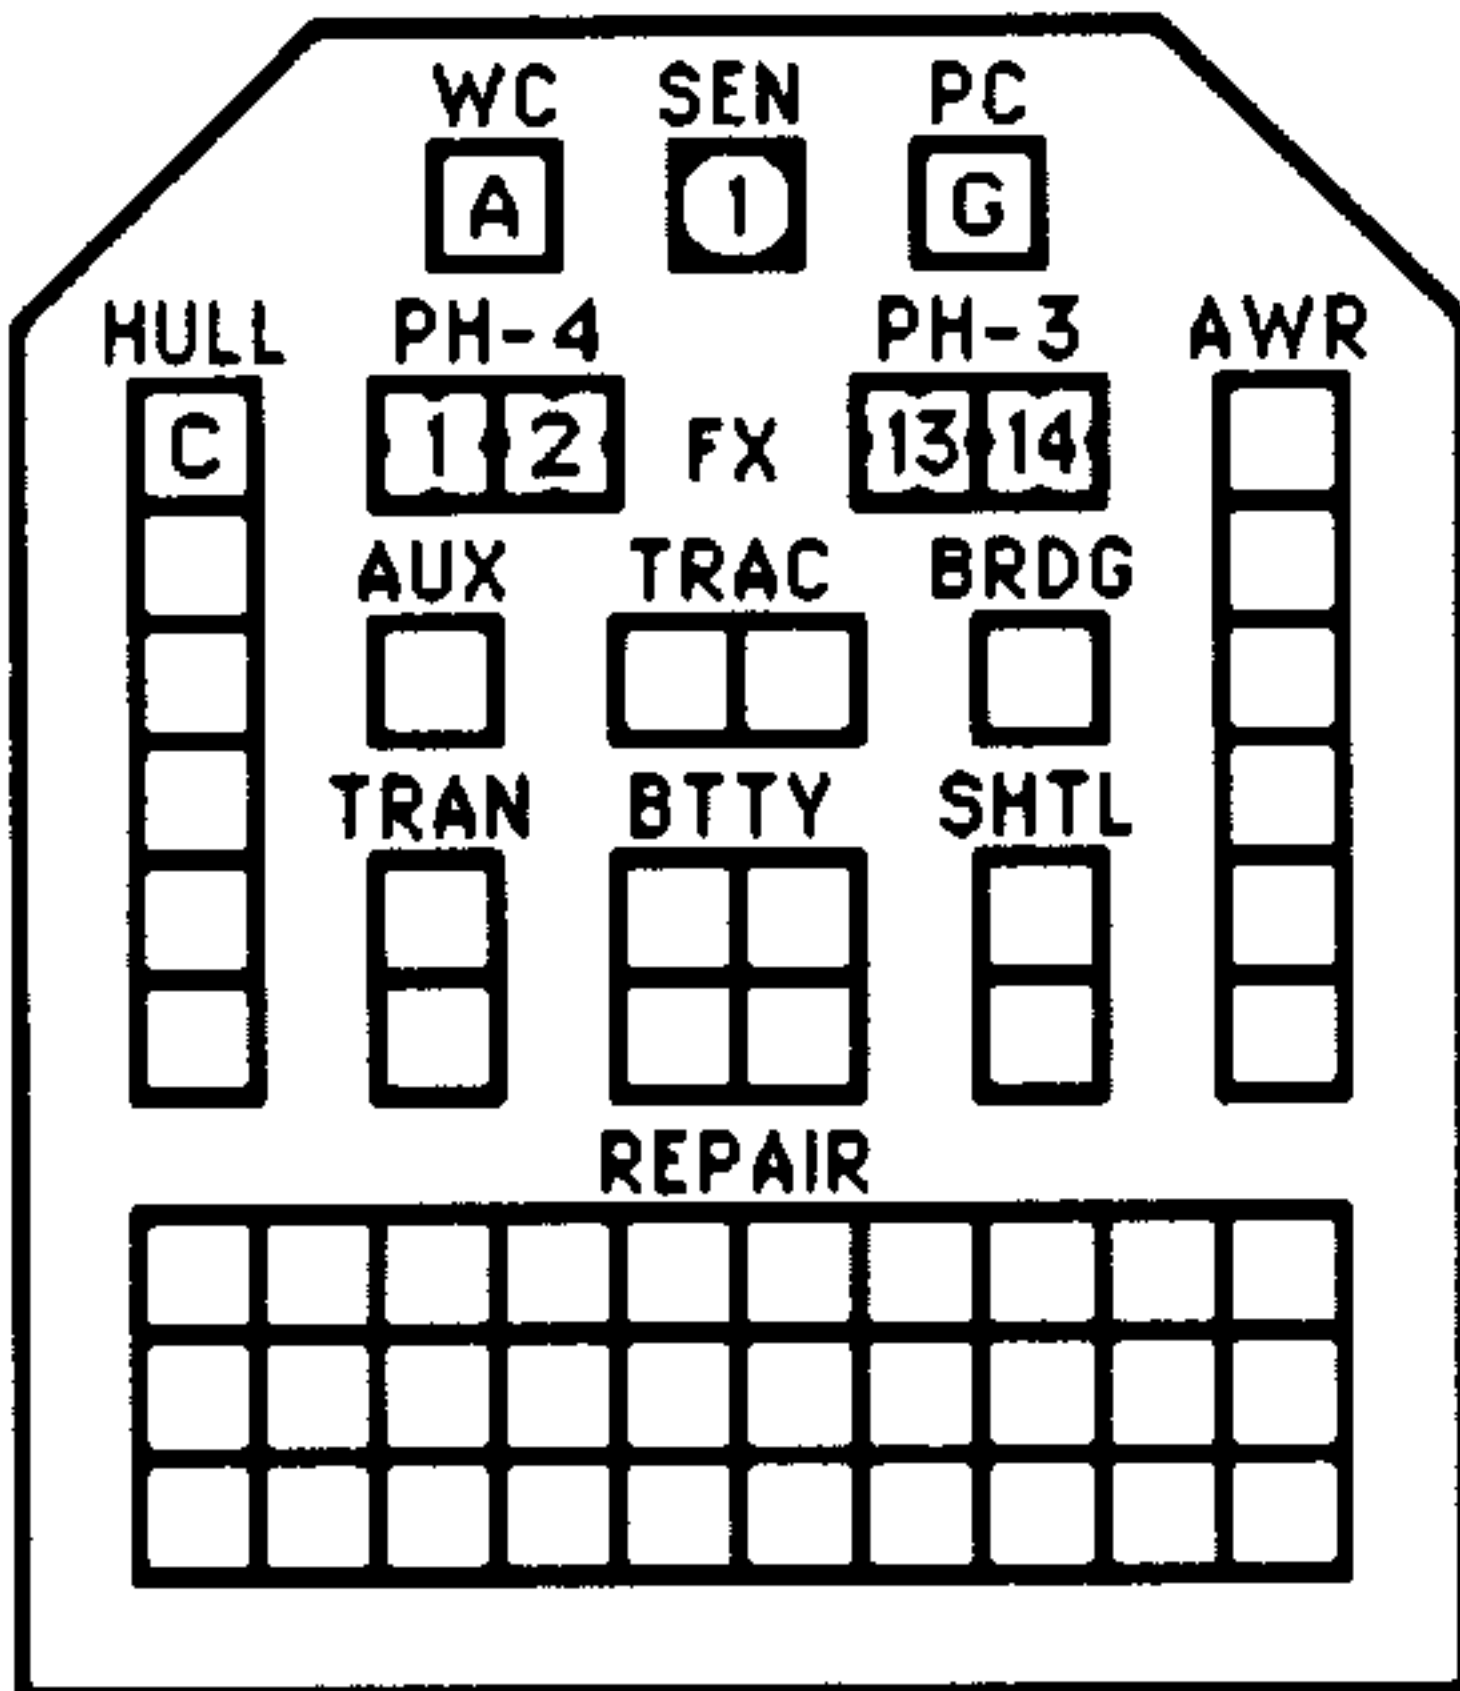 WC SEN PC
A 1 G
HULL PH-4 PH-3 AWR
C 1 2 FX 13 14
AUX TRAC BRDG
TRAN BTTY SHTL
REPAIR